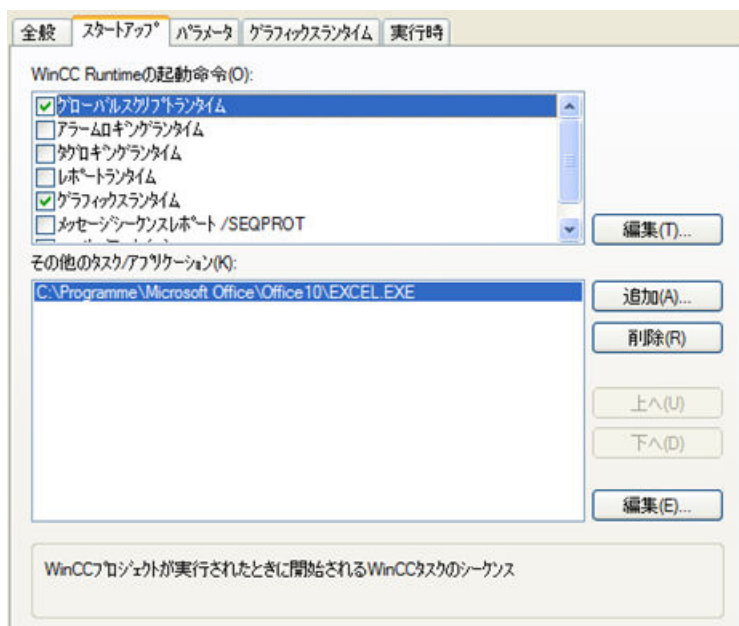 全般 スタートアップ パラメータ グラフィックスランタイム 実行時
WinCC Runtimeの起動命令(O):
グローバルスクリプトランタイム
アラームロギングランタイム
タグロギングランタイム
レポートランタイム
グラフィックスランタイム
メッセージシーケンスレポート /SEQPROT
編集(T)...
その他のタスク/アプリケーション(K):
C:\Programme\Microsoft Office\Office10\EXCEL.EXE
追加(A)...
削除(R)
上へ(U)
下へ(D)
編集(E)...
WinCCプロジェクトが実行されたときに開始されるWinCCタスクのシーケンス